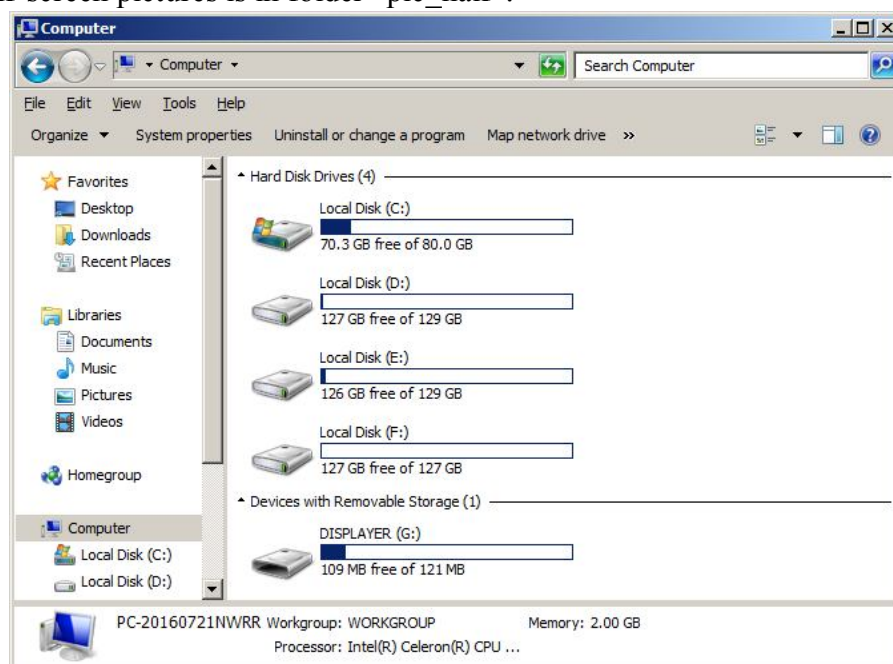 Computer
Computer
Search Computer
File Edit View Tools Help
Organize System properties Uninstall or change a program Map network drive »
Favorites
Desktop
Downloads
Recent Places
Libraries
Documents
Music
Pictures
Videos
Homegroup
Computer
Local Disk (C:)
Local Disk (D:)
Hard Disk Drives (4)
Local Disk (C:)
70.3 GB free of 80.0 GB
Local Disk (D:)
127 GB free of 129 GB
Local Disk (E:)
126 GB free of 129 GB
Local Disk (F:)
127 GB free of 127 GB
Devices with Removable Storage (1)
DISPLAYER (G:)
109 MB free of 121 MB
PC-20160721NWRR Workgroup: WORKGROUP Memory: 2.00 GB
Processor: Intel(R) Celeron(R) CPU ...